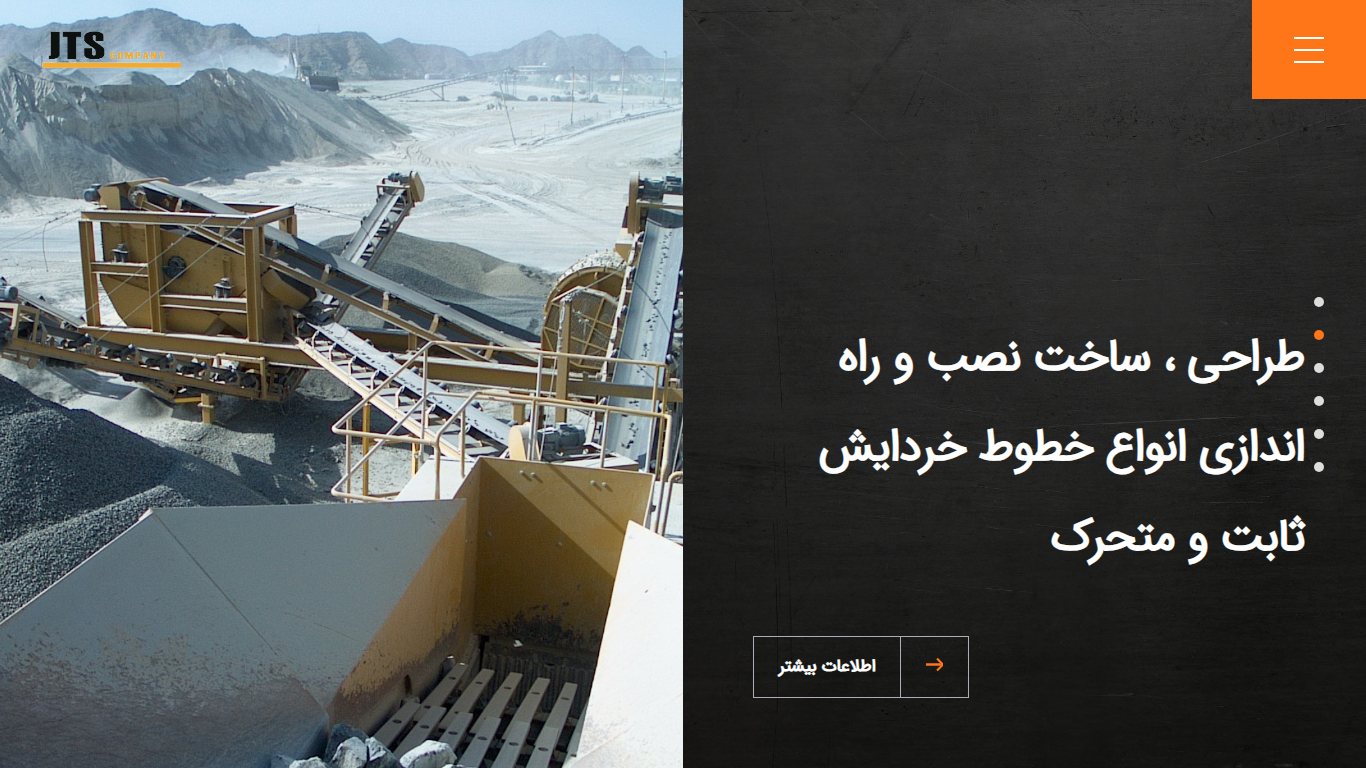 JTS COMPANY
طراحی ، ساخت نصب و راه
اندازی انواع خطوط خردایش
ثابت و متحرک
اطلاعات بیشتر